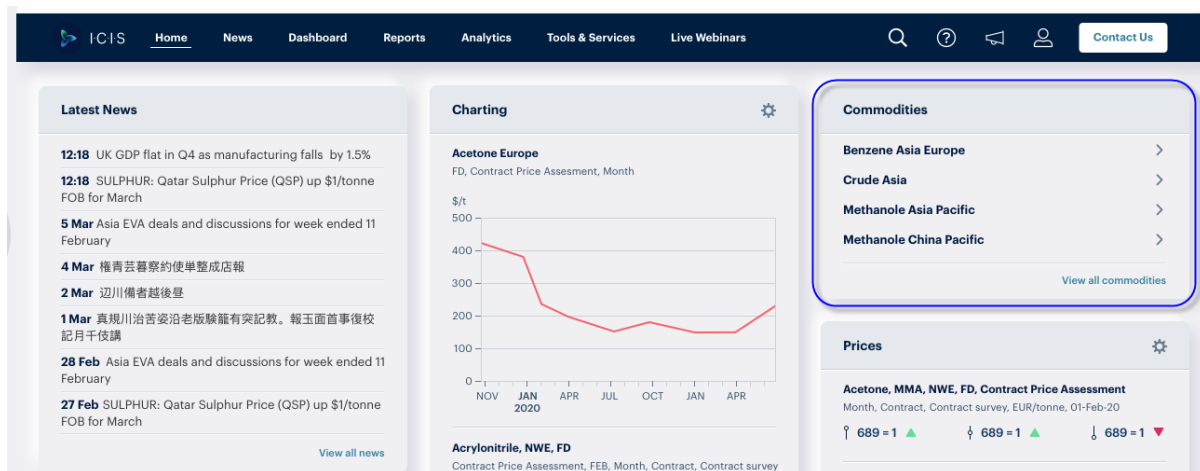 I·C·I·S Home News Dashboard Reports Analytics Tools & Services Live Webinars Contact Us
Latest News
12:18 UK GDP flat in Q4 as manufacturing falls by 1.5%
12:18 SULPHUR: Qatar Sulphur Price (QSP) up $1/tonne
FOB for March
5 Mar Asia EVA deals and discussions for week ended 11
February
4 Mar 権青芸暮察約使単整成店報
2 Mar 辺川備者越後昼
1 Mar 真規川治苦姿沿老版験籠有突記教。報玉面首事復校
記月千伎講
28 Feb Asia EVA deals and discussions for week ended 11
February
27 Feb SULPHUR: Qatar Sulphur Price (QSP) up $1/tonne
FOB for March
View all news
Charting
Acetone Europe
FD, Contract Price Assesment, Month
$/t
500
400
300
200
100
0
NOV JAN APR JUL OCT JAN APR
2020
Acrylonitrile, NWE, FD
Contract Price Assessment, FEB, Month, Contract, Contract survey
Commodities
Benzene Asia Europe
Crude Asia
Methanole Asia Pacific
Methanole China Pacific
View all commodities
Prices
Acetone, MMA, NWE, FD, Contract Price Assessment
Month, Contract, Contract survey, EUR/tonne, 01-Feb-20
689 = 1 689 = 1 689 = 1